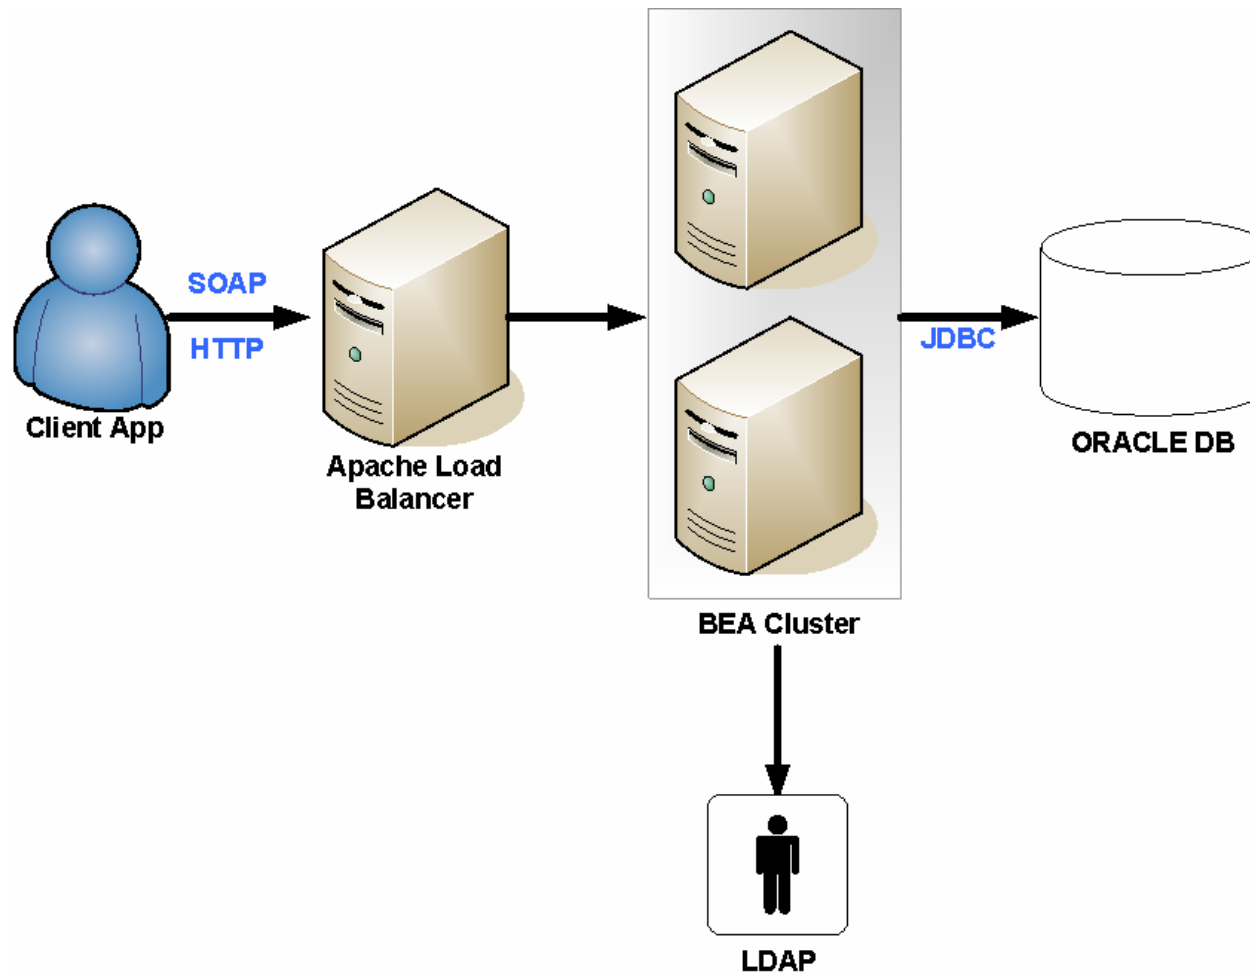 SOAP
HTTP
Client App
Apache Load
Balancer
BEA Cluster
JDBC
ORACLE DB
LDAP